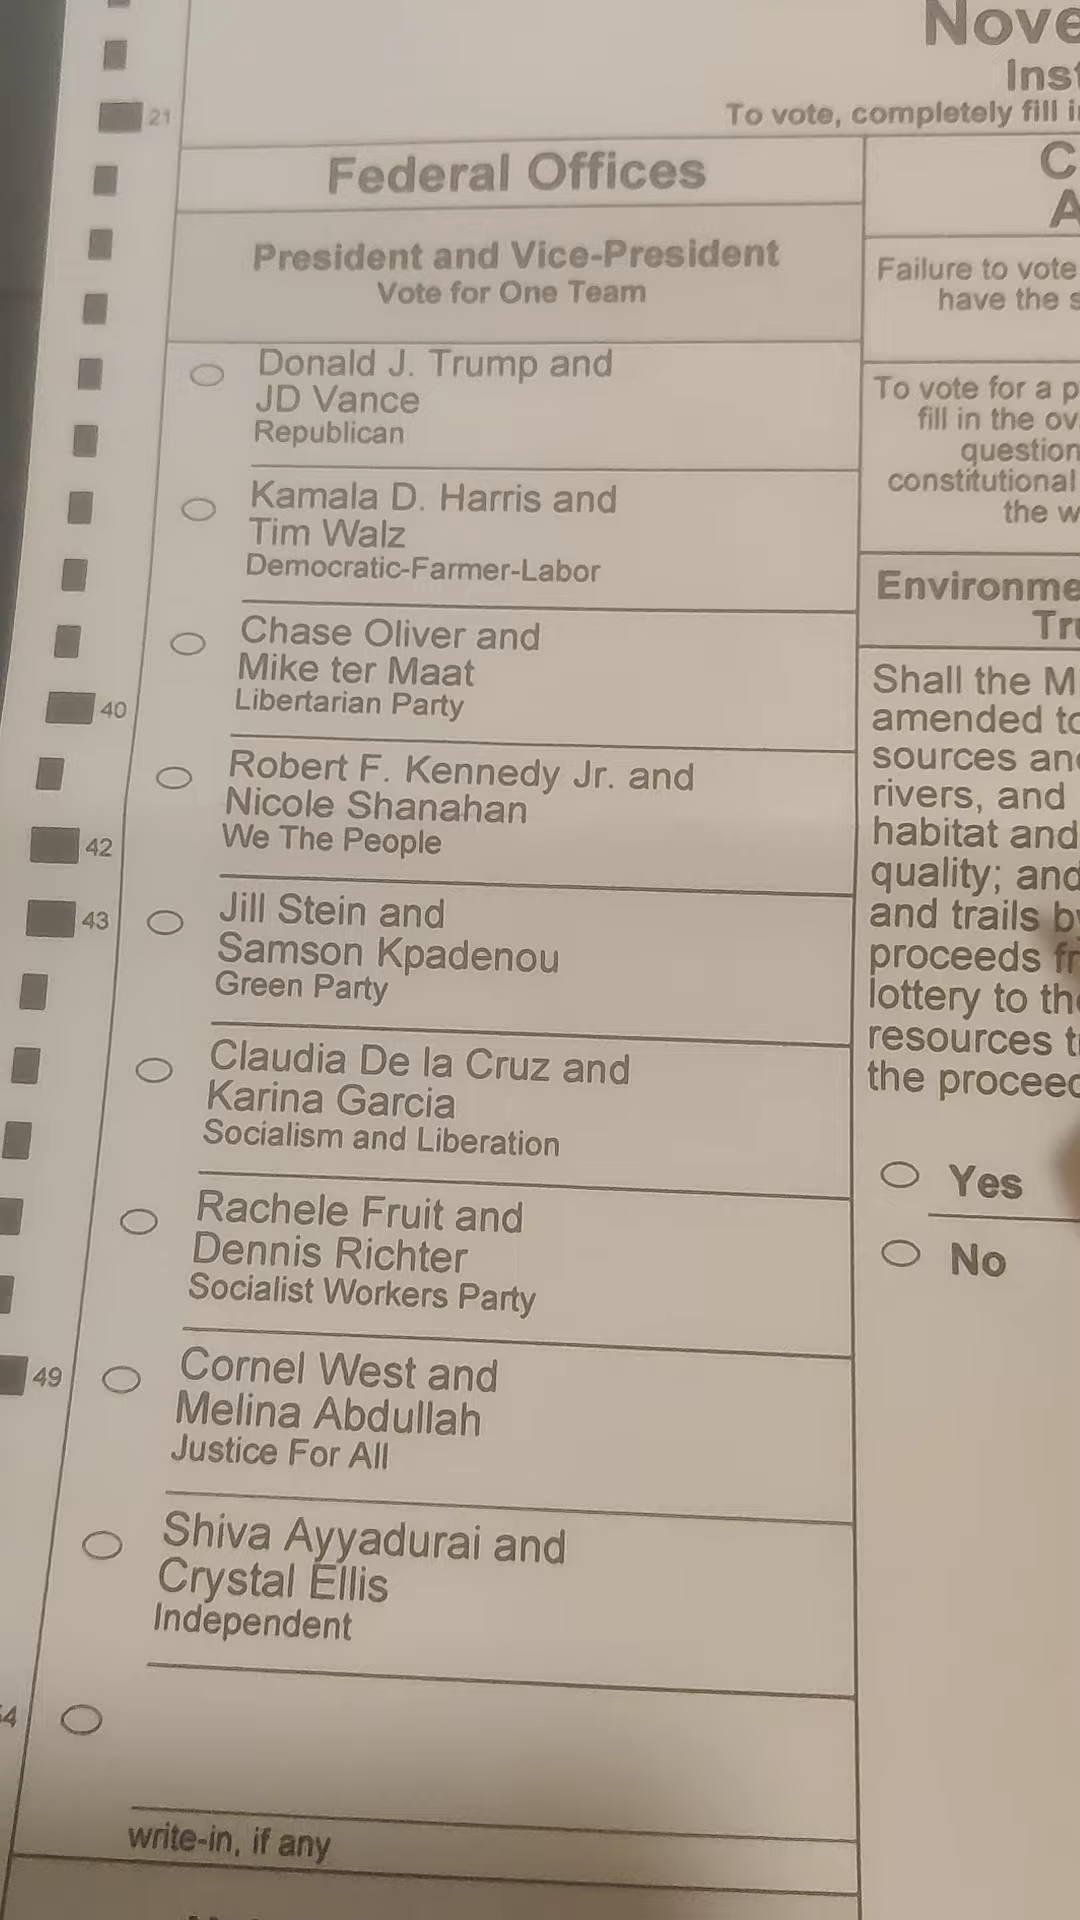 Nove
Inst
To vote, completely fill i
21
Federal Offices
President and Vice-President
Vote for One Team
Donald J. Trump and
JD Vance
Republican
Kamala D. Harris and
Tim Walz
Democratic-Farmer-Labor
Chase Oliver and
Mike ter Maat
Libertarian Party
40
Robert F. Kennedy Jr. and
Nicole Shanahan
We The People
42
Jill Stein and
Samson Kpadenou
Green Party
43
Claudia De la Cruz and
Karina Garcia
Socialism and Liberation
Rachele Fruit and
Dennis Richter
Socialist Workers Party
Cornel West and
Melina Abdullah
Justice For All
49
Shiva Ayyadurai and
Crystal Ellis
Independent
write-in, if any
C
A
Failure to vote
have the s
To vote for a p
fill in the ov
question
constitutional
the w
Environme
Tru
Shall the M
amended to
sources an
rivers, and
habitat and
quality; and
and trails b
proceeds fr
lottery to th
resources t
the proceed
Yes
No